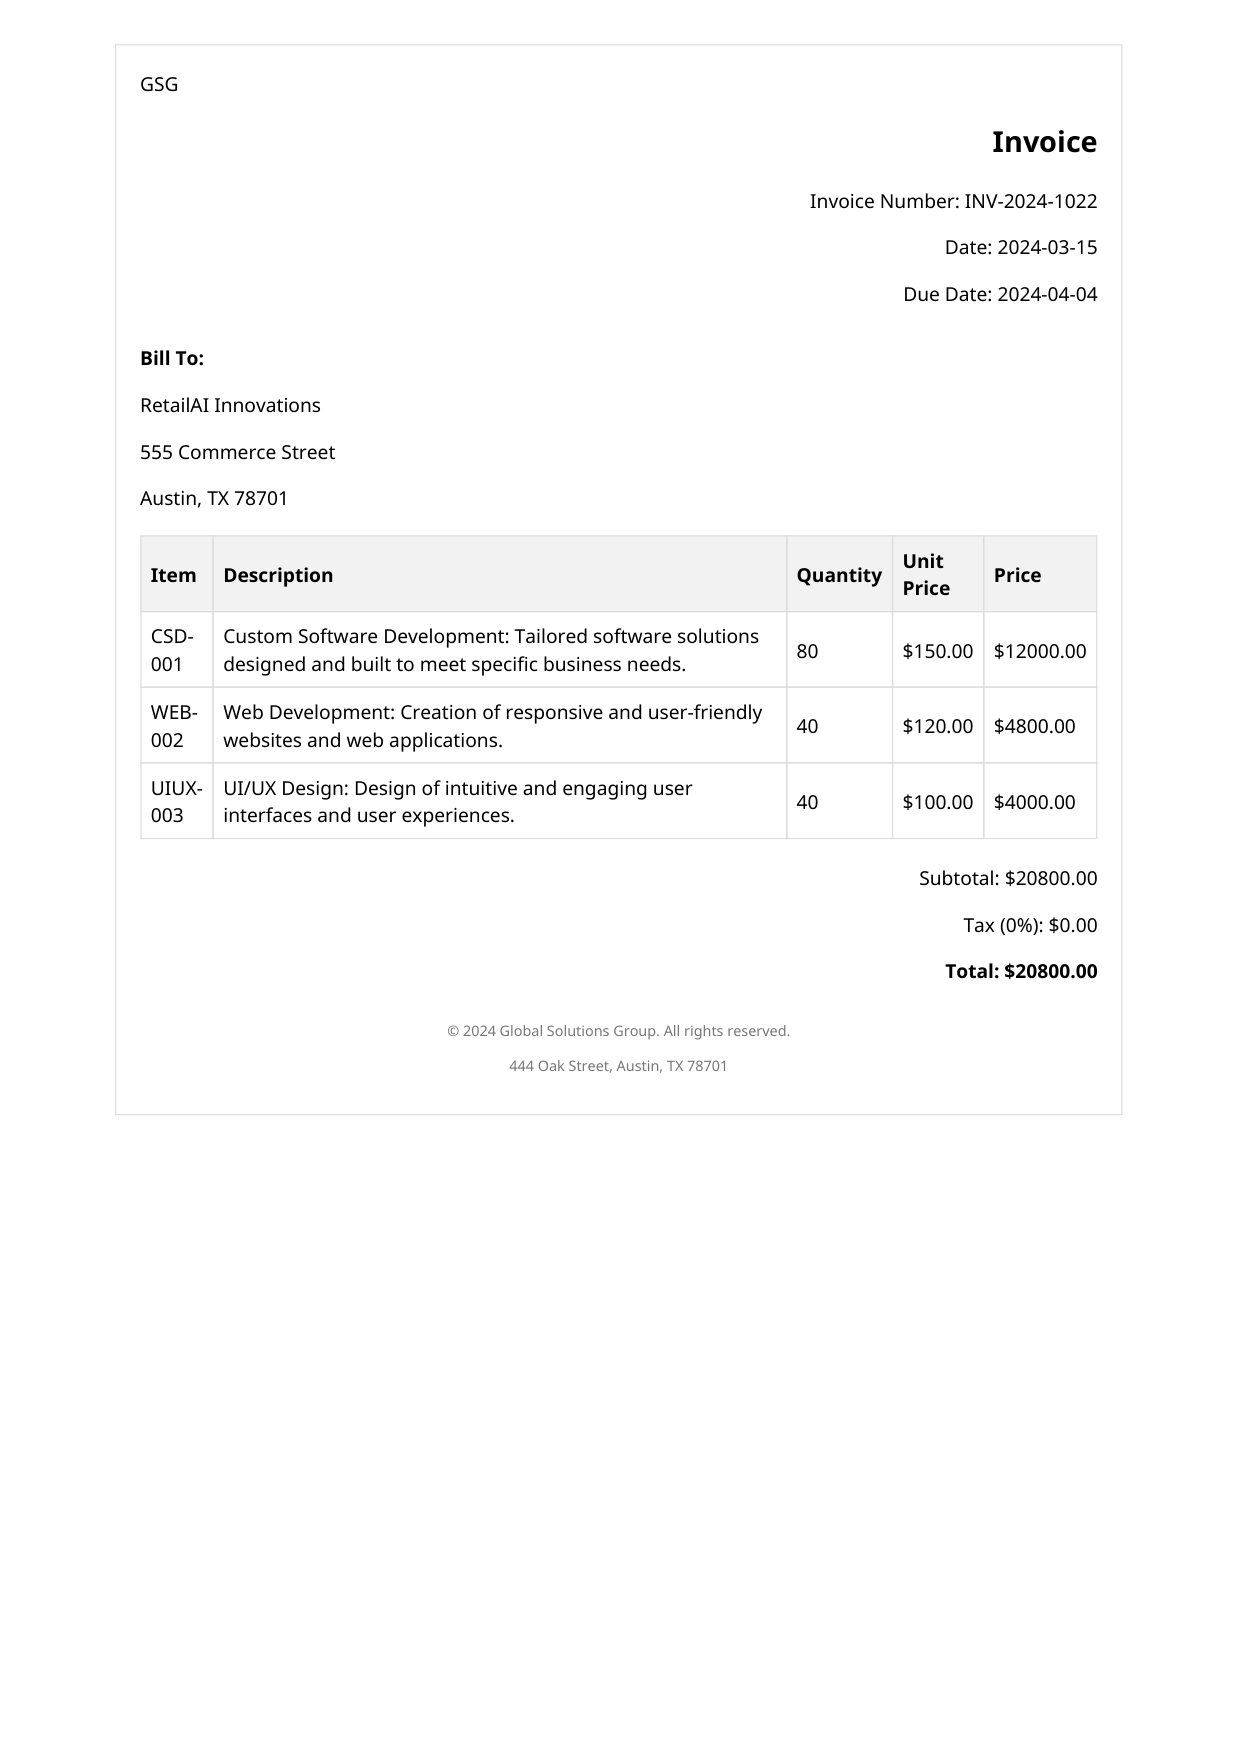 GSG
Invoice
Invoice Number: INV-2024-1022
Date: 2024-03-15
Due Date: 2024-04-04
Bill To:
RetailAI Innovations
555 Commerce Street
Austin, TX 78701
Item Description Quantity Unit Price Price
CSD-001 Custom Software Development: Tailored software solutions
designed and built to meet specific business needs. 80 $150.00 $12000.00
WEB-002 Web Development: Creation of responsive and user-friendly
websites and web applications. 40 $120.00 $4800.00
UIUX-003 UI/UX Design: Design of intuitive and engaging user
interfaces and user experiences. 40 $100.00 $4000.00
Subtotal: $20800.00
Tax (0%): $0.00
Total: $20800.00
© 2024 Global Solutions Group. All rights reserved.
444 Oak Street, Austin, TX 78701